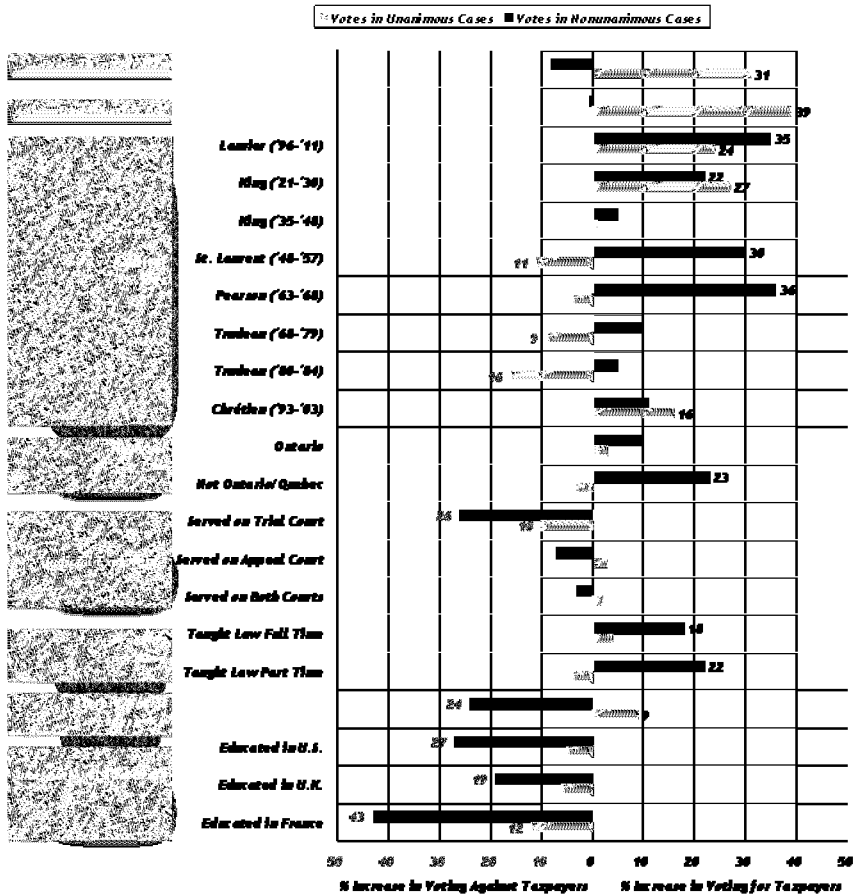 Votes in Unanimous Cases Votes in Nonunanimous Cases
31
39
Laurier ('96-'11) 35
24
King ('21-'30) 22
27
King ('35-'48)
St. Laurent ('48-'57) 30
11
Pearson ('63-'68) 36
Trudeau ('68-'79)
9
Trudeau ('80-'84)
16
Chrétien ('93-'03)
16
Ontario
Not Ontario/Quebec 23
Served on Trial Court 26
10
Served on Appeal Court
Served on Both Courts
Taught Law Full Time 18
Taught Law Part Time 22
24
9
Educated in U.S. 27
Educated in U.K. 19
Educated in France 43
12
50 40 30 20 10 0 10 20 30 40 50
% Increase in Voting Against Taxpayers % Increase in Voting for Taxpayers